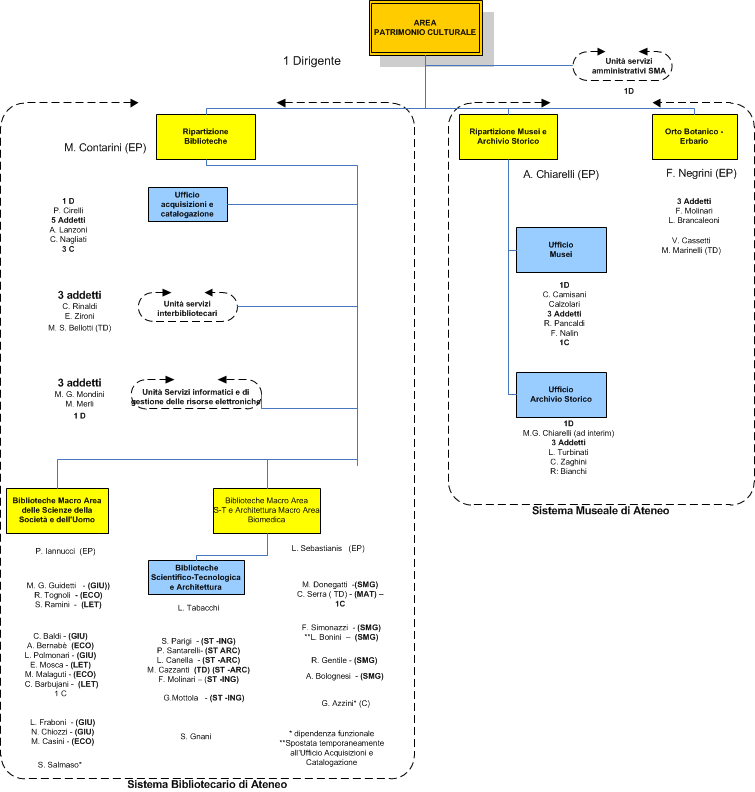 AREA
PATRIMONIO CULTURALE
1 Dirigente
Unità servizi
amministrativi SMA
1D
Ripartizione
Biblioteche
M. Contarini (EP)
Ufficio
acquisizioni e
catalogazione
1 D
P. Cirelli
5 Addetti
A. Lanzoni
C. Nagliati
3 C
3 addetti
C. Rinaldi
E. Zironi
M. S. Bellotti (TD)
Unità servizi
interbibliotecari
3 addetti
M. G. Mondini
M. Merli
1 D
Unità Servizi informatici e di
gestione delle risorse elettroniche
Biblioteche Macro Area
delle Scienze della
Società e dell'Uomo
P. Iannucci (EP)
M. G. Guidetti - (GIU))
R. Tognoli - (ECO)
S. Ramini - (LET)
C. Baldi - (GIU)
A. Bernabè (ECO)
L. Polmonari - (GIU)
E. Mosca - (LET)
M. Malaguti - (ECO)
C. Barbujani - (LET)
1 C
L. Fraboni - (GIU)
N. Chiozzi - (GIU)
M. Casini - (ECO)
S. Salmaso*
Biblioteche Macro Area
S-T e Architettura Macro Area
Biomedica
L. Sebastianis (EP)
Biblioteche
Scientifico-Tecnologica
e Architettura
L. Tabacchi
S. Parigi - (ST -ING)
P. Santarelli- (ST ARC)
L. Canella - (ST -ARC)
M. Cazzanti (TD) (ST -ARC)
F. Molinari – (ST -ING)
G.Mottola - (ST -ING)
S. Gnani
M. Donegatti -(SMG)
C. Serra ( TD) - (MAT) –
1C
F. Simonazzi - (SMG)
**L. Bonini – (SMG)
R. Gentile - (SMG)
A. Bolognesi - (SMG)
G. Azzini* (C)
* dipendenza funzionale
**Spostata temporaneamente
all'Ufficio Acquisizioni e
Catalogazione
Sistema Bibliotecario di Ateneo
Ripartizione Musei e
Archivio Storico
A. Chiarelli (EP)
Ufficio
Musei
1D
C. Camisani
Calzolari
3 Addetti
R. Pancaldi
F. Nalin
1C
Ufficio
Archivio Storico
1D
M.G. Chiarelli (ad interim)
3 Addetti
L. Turbinati
C. Zaghini
R: Bianchi
Orto Botanico -
Erbario
F. Negrini (EP)
3 Addetti
F. Molinari
L. Brancaleoni
V. Cassetti
M. Marinelli (TD)
Sistema Museale di Ateneo